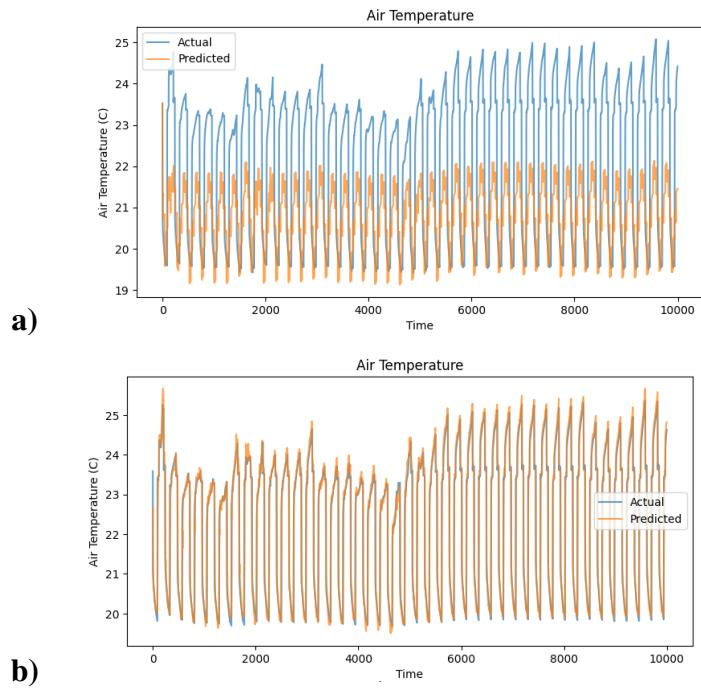 Air Temperature
Actual
Predicted
25
24
23
22
21
20
19
Air Temperature (C)
0 2000 4000 6000 8000 10000
Time
a)
Air Temperature
25
24
23
22
21
20
Air Temperature (C)
Actual
Predicted
0 2000 4000 6000 8000 10000
Time
b)